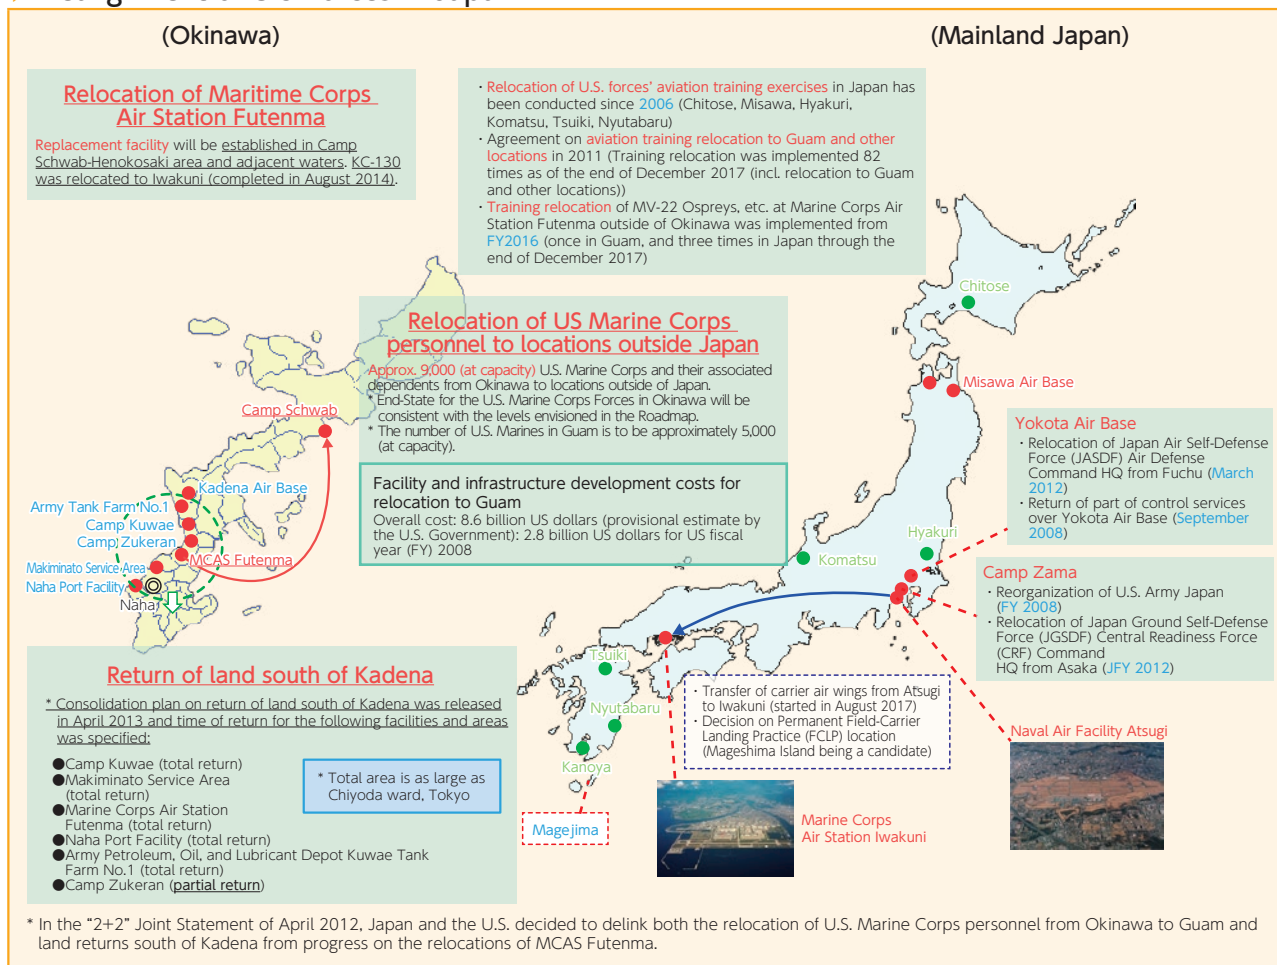 (Okinawa)
(Mainland Japan)
Relocation of Maritime Corps
Air Station Futenma
Replacement facility will be established in Camp
Schwab-Henokosaki area and adjacent waters. KC-130
was relocated to Iwakuni (completed in August 2014).
・Relocation of U.S. forces' aviation training exercises in Japan has
been conducted since 2006 (Chitose, Misawa, Hyakuri,
Komatsu, Tsuiki, Nyutabaru)
・Agreement on aviation training relocation to Guam and other
locations in 2011 (Training relocation was implemented 82
times as of the end of December 2017 (incl. relocation to Guam
and other locations))
・Training relocation of MV-22 Ospreys, etc. at Marine Corps Air
Station Futenma outside of Okinawa was implemented from
FY2016 (once in Guam, and three times in Japan through the
end of December 2017)
Relocation of US Marine Corps
personnel to locations outside Japan
Approx. 9,000 (at capacity) U.S. Marine Corps and their associated
dependents from Okinawa to locations outside of Japan.
* End-State for the U.S. Marine Corps Forces in Okinawa will be
consistent with the levels envisioned in the Roadmap.
* The number of U.S. Marines in Guam is to be approximately 5,000
(at capacity).
Facility and infrastructure development costs for
relocation to Guam
Overall cost: 8.6 billion US dollars (provisional estimate by
the U.S. Government): 2.8 billion US dollars for US fiscal
year (FY) 2008
Camp Schwab
Kadena Air Base
Army Tank Farm No.1
Camp Kuwae
Camp Zukeran
MCAS Futenma
Makiminato Service Area
Naha Port Facility
Naha
Chitose
Misawa Air Base
Yokota Air Base
・Relocation of Japan Air Self-Defense
Force (JASDF) Air Defense
Command HQ from Fuchu (March
2012)
・Return of part of control services
over Yokota Air Base (September
2008)
Hyakuri
Komatsu
Camp Zama
・Reorganization of U.S. Army Japan
(FY 2008)
・Relocation of Japan Ground Self-Defense
Force (JGSDF) Central Readiness Force
(CRF) Command
HQ from Asaka (JFY 2012)
Tsuiki
Nyutabaru
Kanoya
Magejima
・Transfer of carrier air wings from Atsugi
to Iwakuni (started in August 2017)
・Decision on Permanent Field-Carrier
Landing Practice (FCLP) location
(Mageshima Island being a candidate)
Naval Air Facility Atsugi
Marine Corps
Air Station Iwakuni
Return of land south of Kadena
* Consolidation plan on return of land south of Kadena was released
in April 2013 and time of return for the following facilities and areas
was specified:
●Camp Kuwae (total return)
●Makiminato Service Area
(total return)
●Marine Corps Air Station
Futenma (total return)
●Naha Port Facility (total return)
●Army Petroleum, Oil, and Lubricant Depot Kuwae Tank
Farm No.1 (total return)
●Camp Zukeran (partial return)
* Total area is as large as
Chiyoda ward, Tokyo
* In the “2+2” Joint Statement of April 2012, Japan and the U.S. decided to delink both the relocation of U.S. Marine Corps personnel from Okinawa to Guam and
land returns south of Kadena from progress on the relocations of MCAS Futenma.